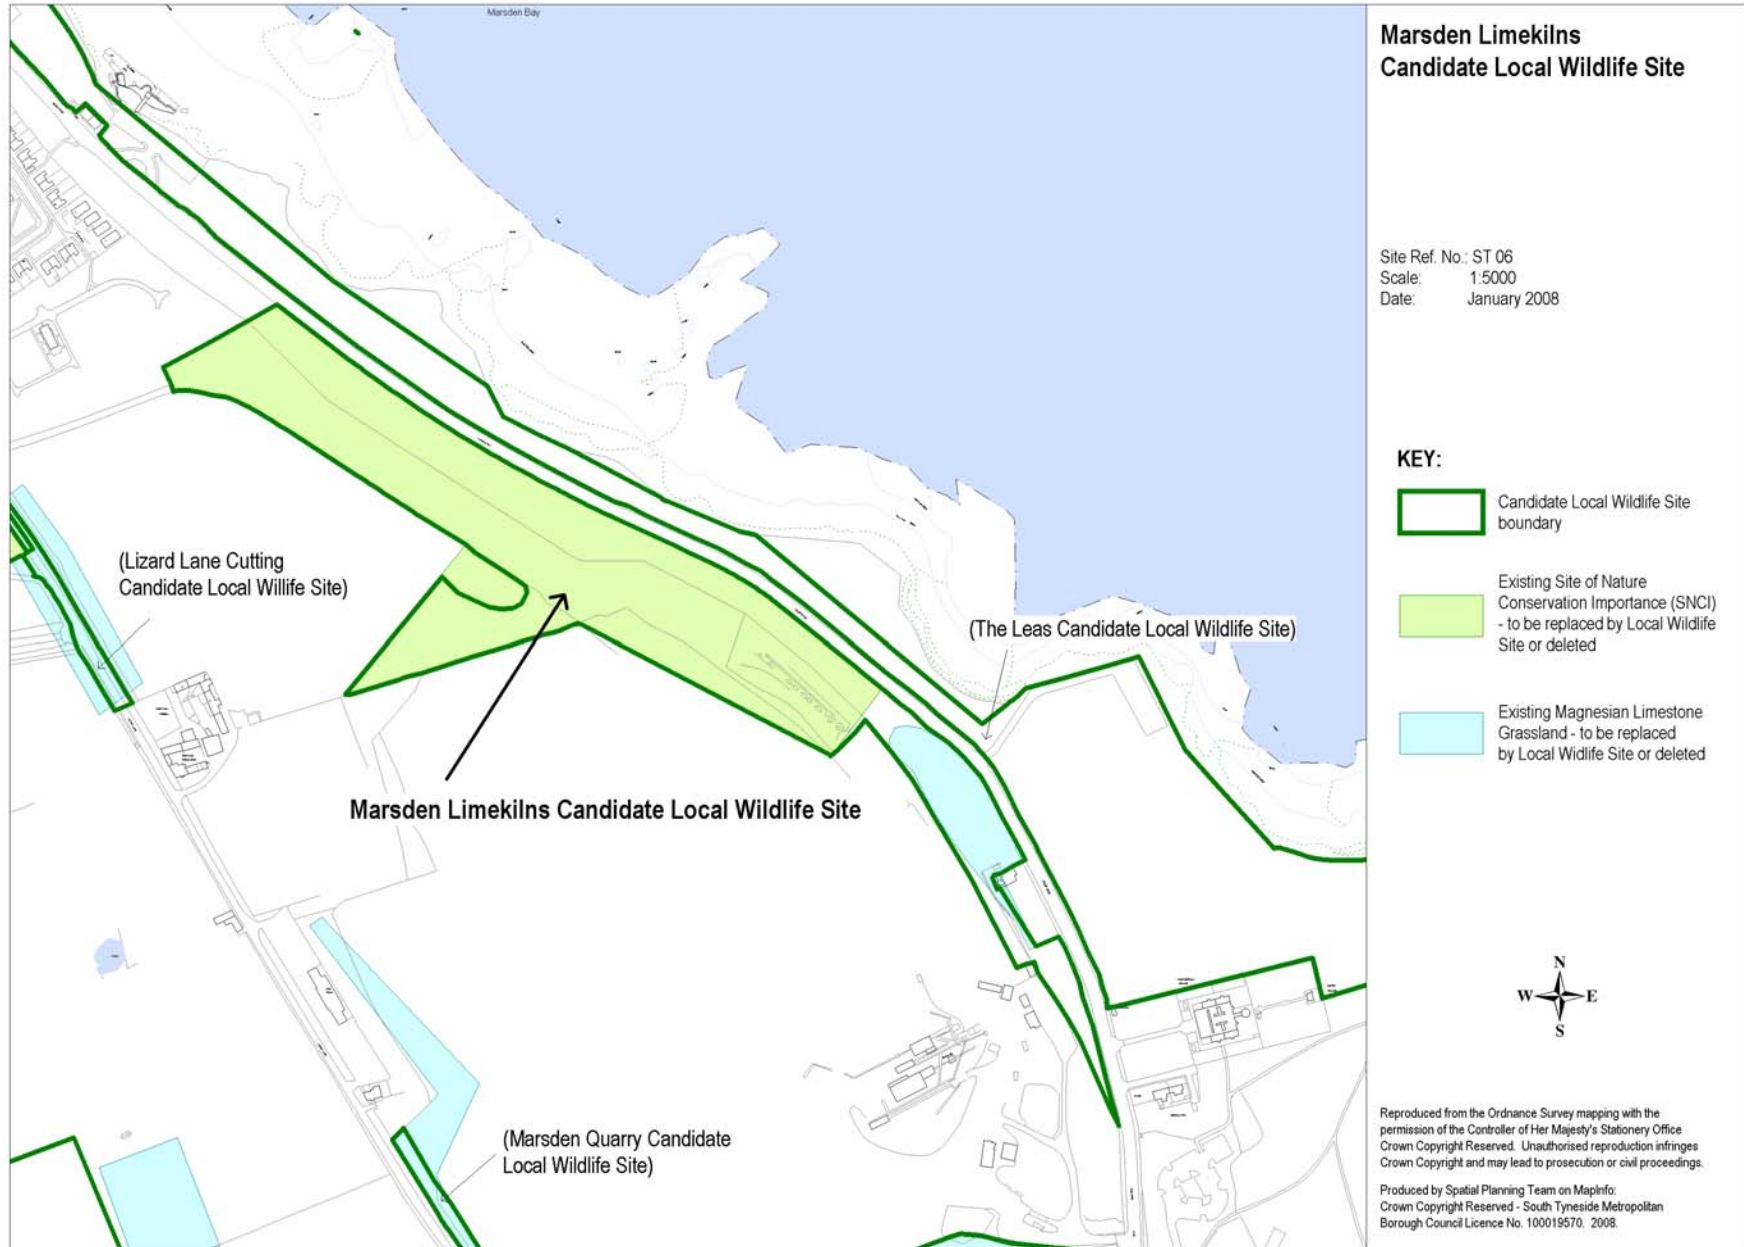 Marsden Bay
Marsden Limekilns
Candidate Local Wildlife Site
Site Ref. No.: ST 06
Scale: 1:5000
Date: January 2008
KEY:
Candidate Local Wildlife Site
boundary
Existing Site of Nature
Conservation Importance (SNCI)
- to be replaced by Local Wildlife
Site or deleted
Existing Magnesian Limestone
Grassland - to be replaced
by Local Widlife Site or deleted
(Lizard Lane Cutting
Candidate Local Willife Site)
(The Leas Candidate Local Wildlife Site)
Marsden Limekilns Candidate Local Wildlife Site
(Marsden Quarry Candidate
Local Wildlife Site)
N
W E
S
Reproduced from the Ordnance Survey mapping with the
permission of the Controller of Her Majesty's Stationery Office
Crown Copyright Reserved. Unauthorised reproduction infringes
Crown Copyright and may lead to prosecution or civil proceedings.
Produced by Spatial Planning Team on MapInfo:
Crown Copyright Reserved - South Tyneside Metropolitan
Borough Council Licence No. 100019570. 2008.